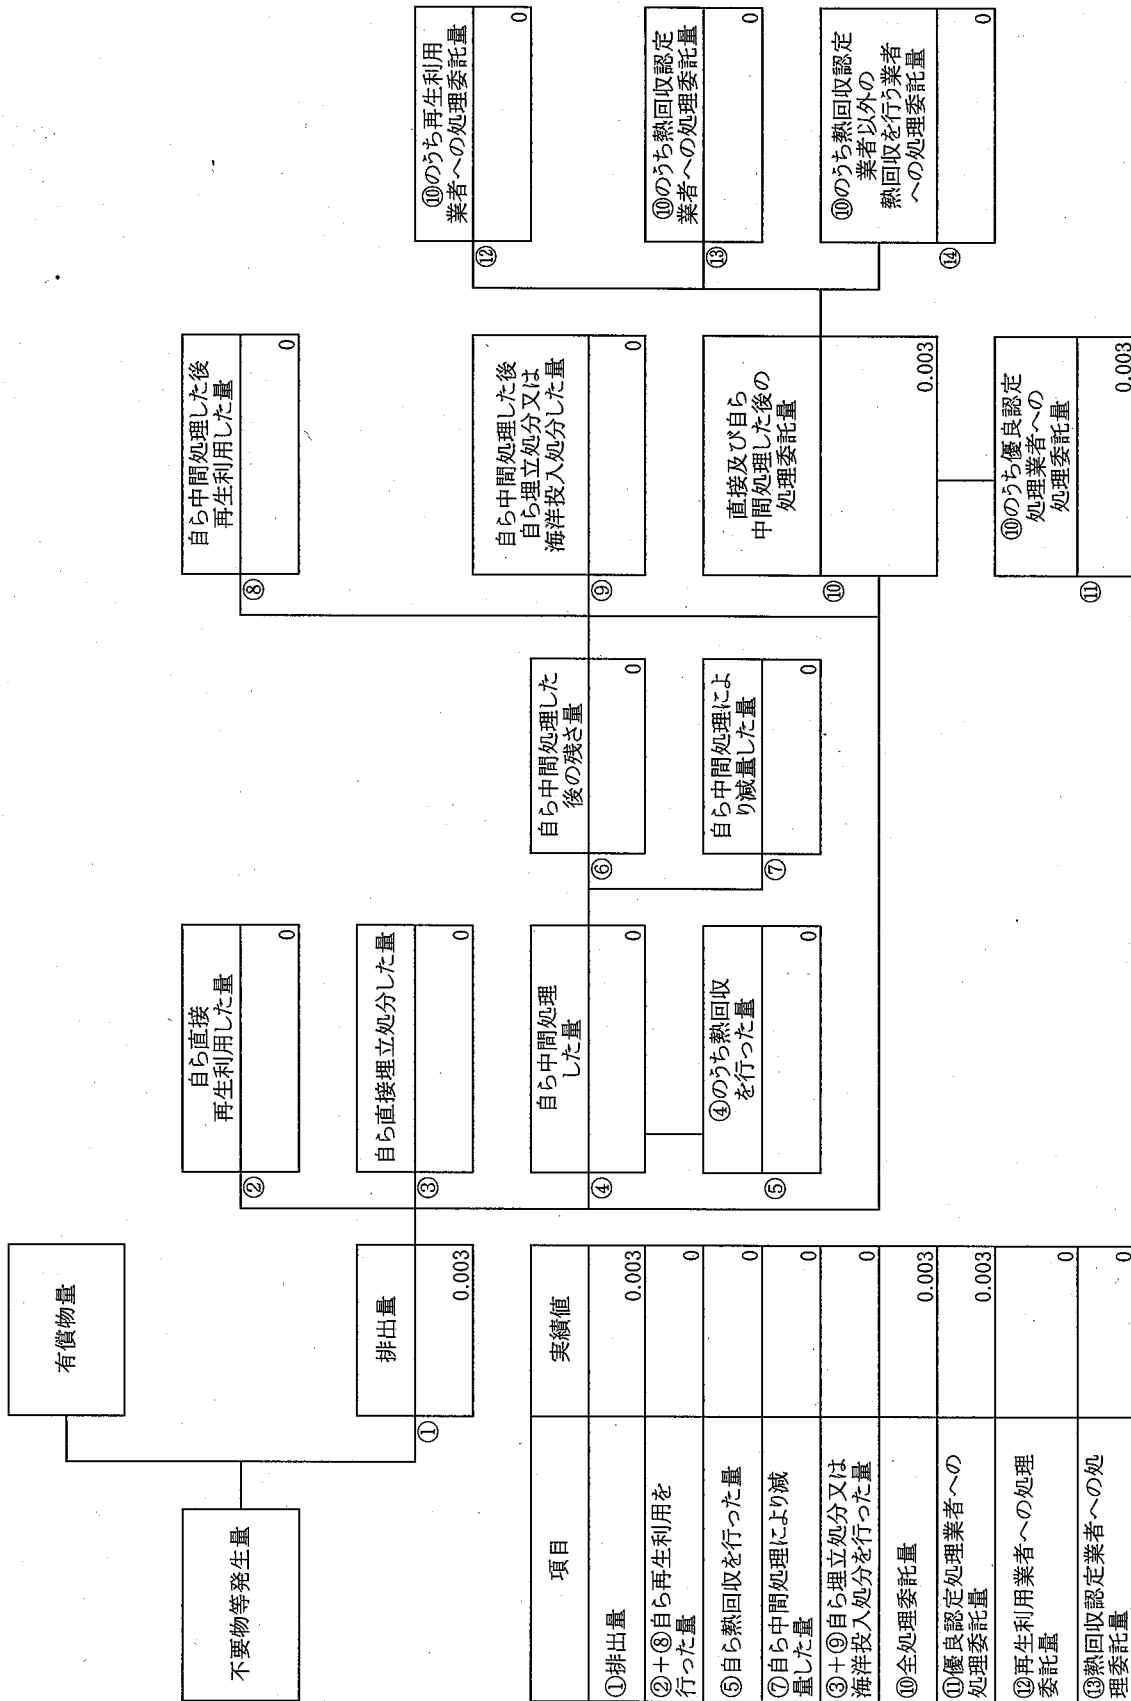 不要物等発生量
有償物量
排出量
①
0.003
自ら直接
再生利用した量
②
0
自ら直接埋立処分した量
③
0
自ら中間処理
した量
④
0
④のうち熱回収
を行った量
⑤
0
自ら中間処理した
後の残さ量
⑥
0
自ら中間処理によ
り減量した量
⑦
0
自ら中間処理した後
再生利用した量
⑧
0
自ら中間処理した後
自ら埋立処分又は
海洋投入処分した量
⑨
0
直接及び自ら
中間処理した後の
処理委託量
⑩
0.003
⑩のうち優良認定
処理業者への
処理委託量
⑪
0.003
⑩のうち再生利用
業者への処理委託量
⑫
0
⑩のうち熱回収認定
業者への処理委託量
⑬
0
⑩のうち熱回収認定
業者以外の
熱回収を行う業者
への処理委託量
⑭
0
項目
実績値
①排出量
0.003
②+⑧自ら再生利用を
行った量
0
⑤自ら熱回収を行った量
0
⑦自ら中間処理により減
量した量
0
③+⑨自ら埋立処分又は
海洋投入処分を行った量
0
⑩全処理委託量
0.003
⑪優良認定処理業者への
処理委託量
0.003
⑫再生利用業者への処理
委託量
0
⑬熱回収認定業者への処
理委託量
0